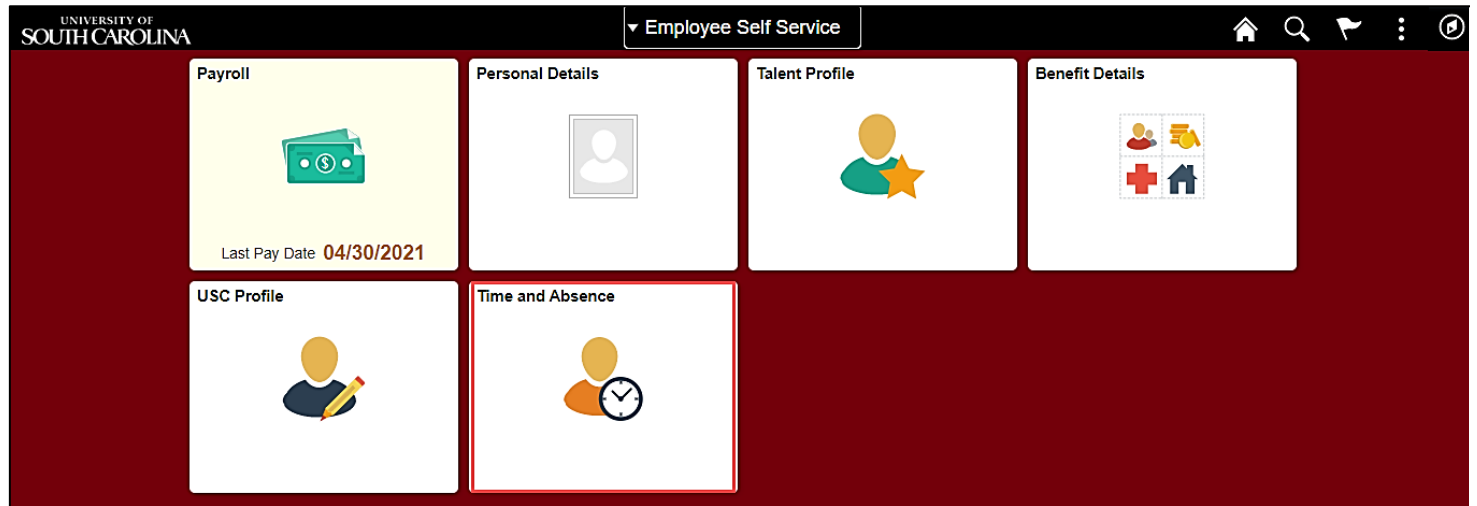 UNIVERSITY OF
SOUTH CAROLINA
Employee Self Service
Payroll
Personal Details
Talent Profile
Benefit Details
Last Pay Date 04/30/2021
USC Profile
Time and Absence